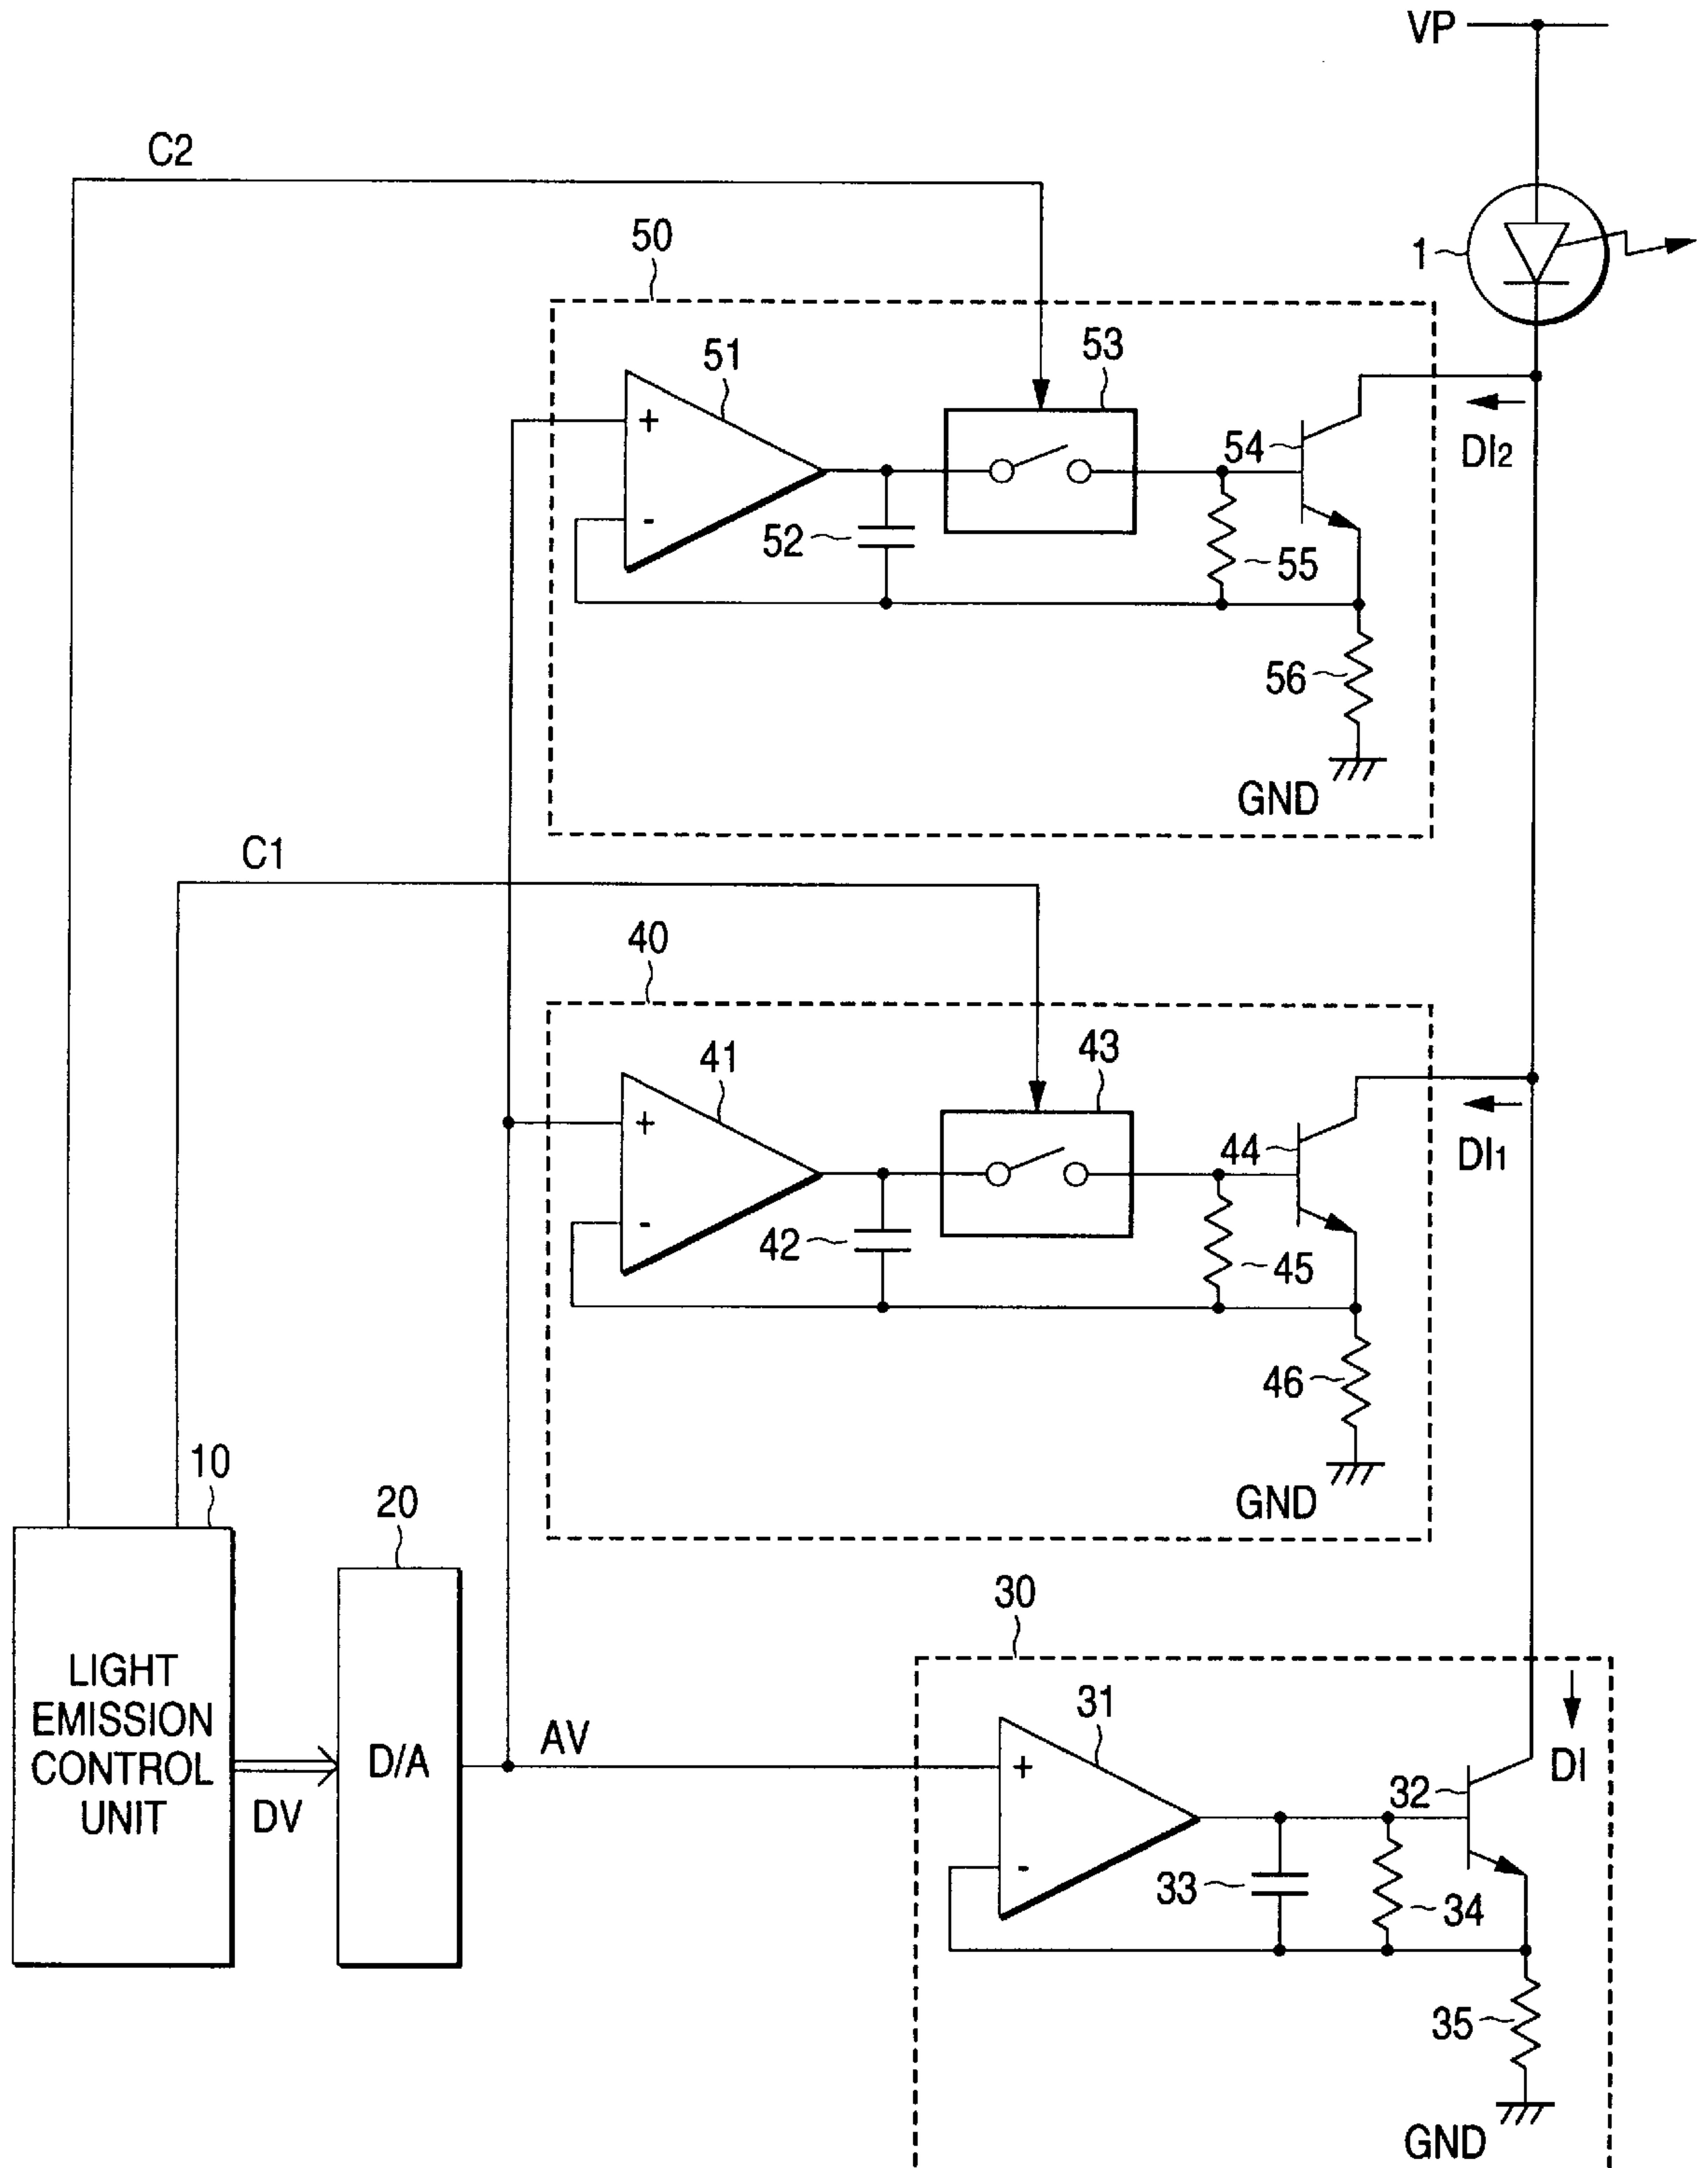 VP
C2
50
1
51
53
+
54
DI2
-
52
55
56
GND
C1
40
41
43
+
44
DI1
-
42
45
46
10
GND
20
30
LIGHT
EMISSION
CONTROL
UNIT
DV
D/A
AV
31
+
DI
32
-
33
34
35
GND